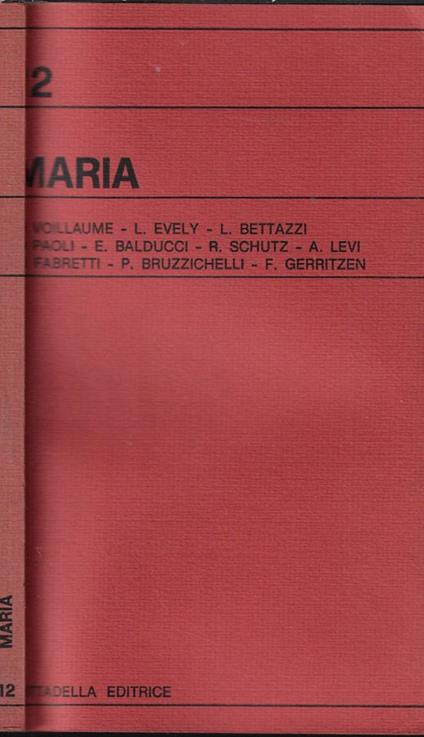 2
MARIA
VOILLAUME - L. EVELY - L. BETTAZZI
PAOLI - E. BALDUCCI - R. SCHUTZ - A. LEVI
FABRETTI - P. BRUZZICHELLI - F. GERRITZEN
MARIA
12
TTADELLA EDITRICE